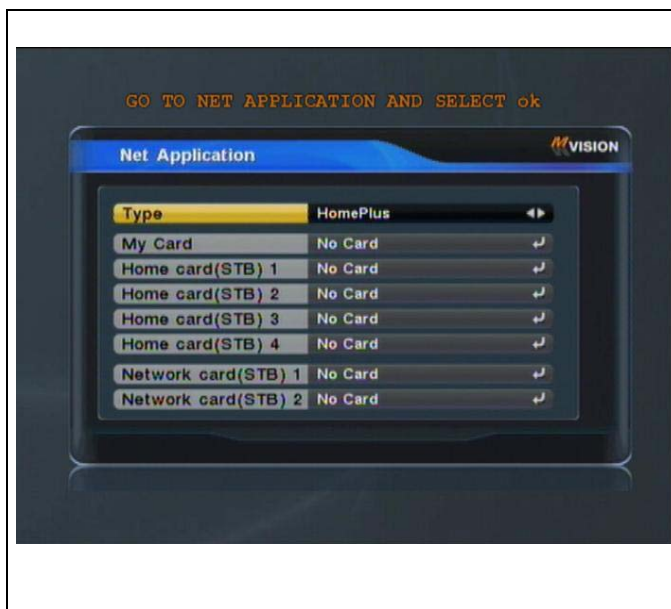 GO TO NET APPLICATION AND SELECT ok
Net Application
MVISION
Type HomePlus
My Card No Card
Home card(STB) 1 No Card
Home card(STB) 2 No Card
Home card(STB) 3 No Card
Home card(STB) 4 No Card
Network card(STB) 1 No Card
Network card(STB) 2 No Card